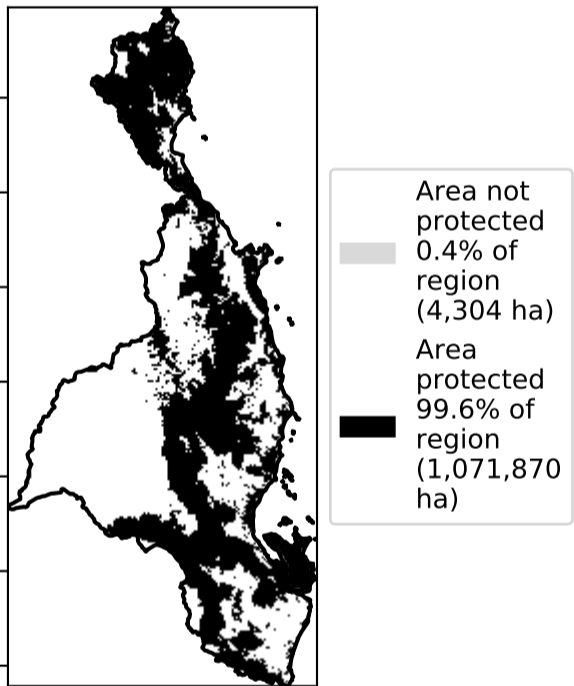 Area not
protected
0.4% of
region
(4,304 ha)
Area
protected
99.6% of
region
(1,071,870
ha)